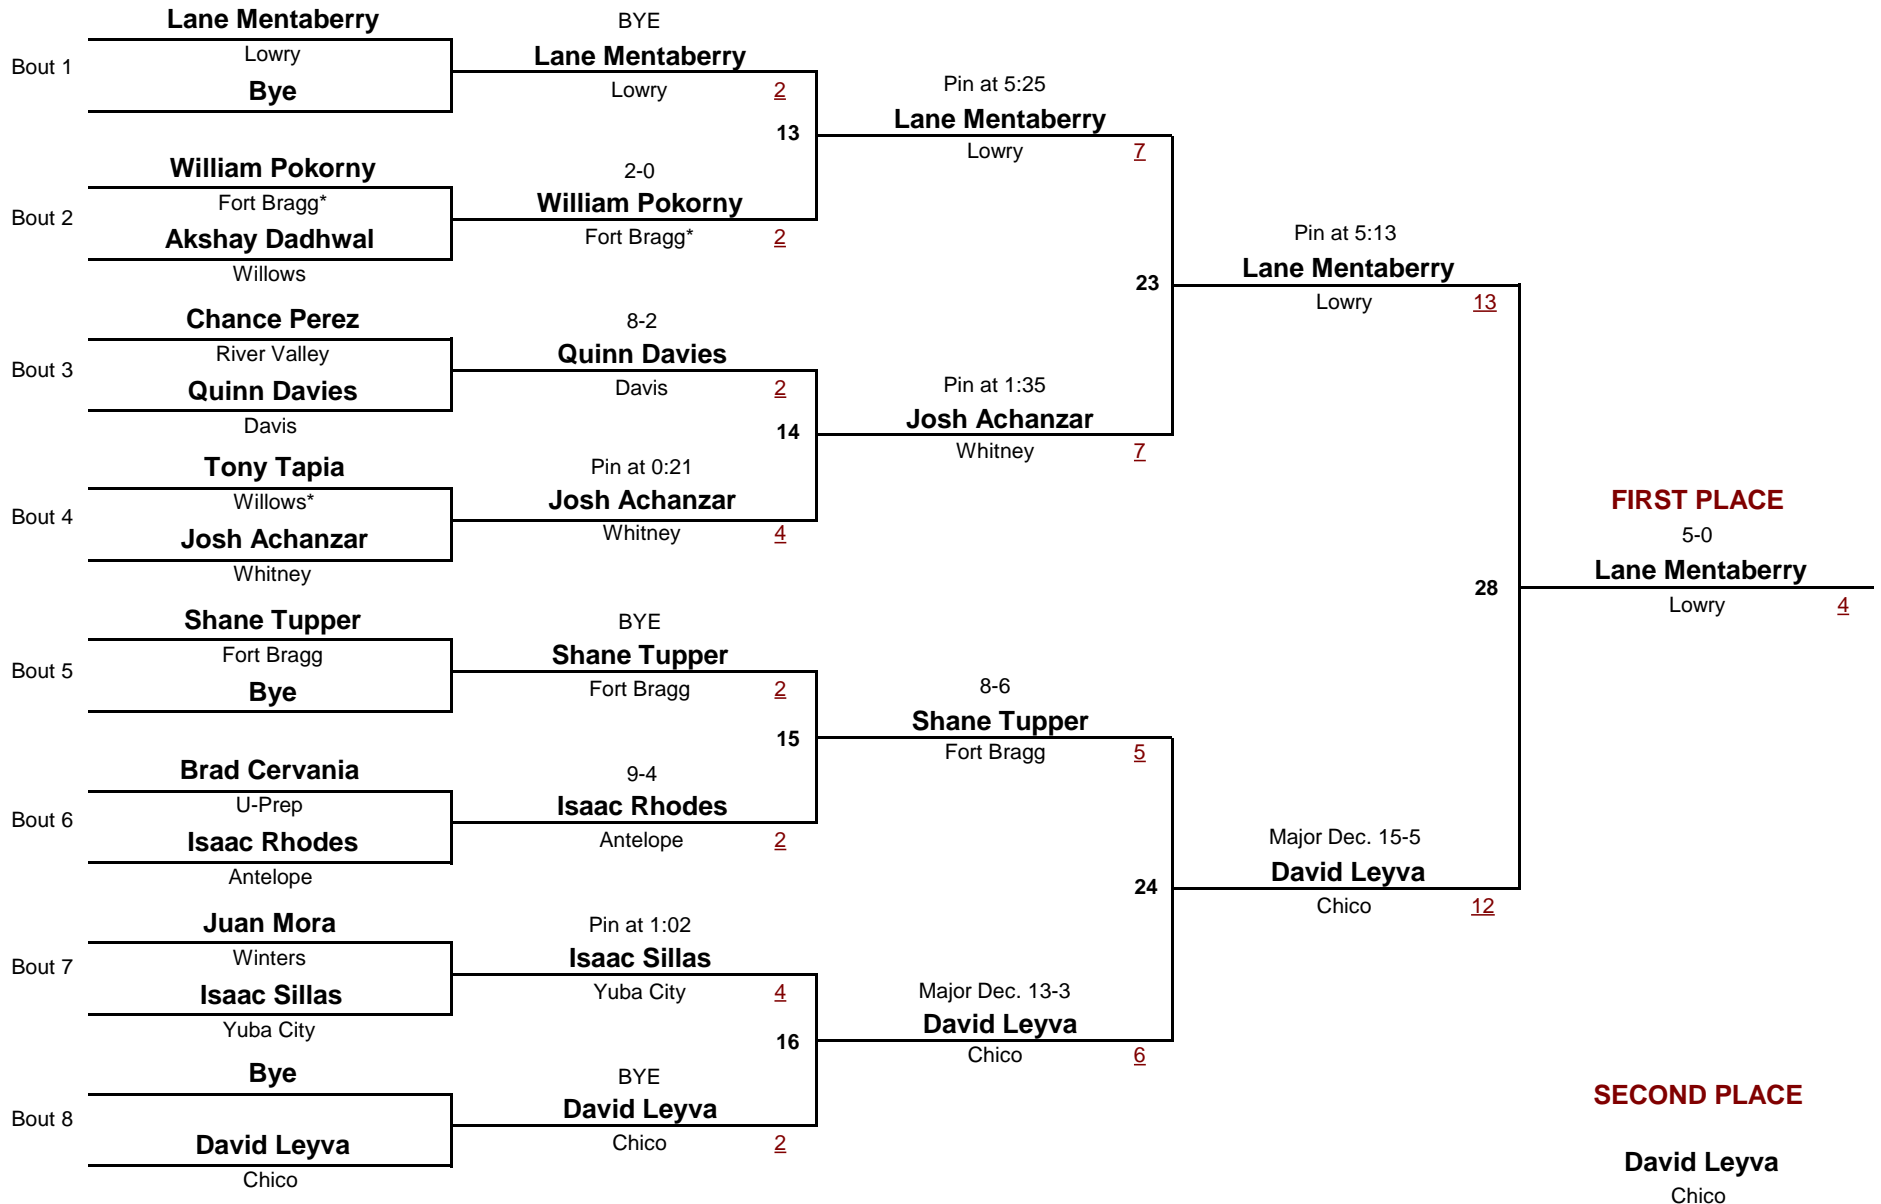 Lane Mentaberry
Lowry
Bout 1
Bye
William Pokorny
Fort Bragg*
Bout 2
Akshay Dadhwal
Willows
Chance Perez
River Valley
Bout 3
Quinn Davies
Davis
Tony Tapia
Willows*
Bout 4
Josh Achanzar
Whitney
Shane Tupper
Fort Bragg
Bout 5
Bye
Brad Cervania
U-Prep
Bout 6
Isaac Rhodes
Antelope
Juan Mora
Winters
Bout 7
Isaac Sillas
Yuba City
Bye
Bout 8
David Leyva
Chico
BYE
Lane Mentaberry
Lowry 2
13
2-0
William Pokorny
Fort Bragg* 2
8-2
Quinn Davies
Davis 2
14
Pin at 0:21
Josh Achanzar
Whitney 4
BYE
Shane Tupper
Fort Bragg 2
15
9-4
Isaac Rhodes
Antelope 2
Pin at 1:02
Isaac Sillas
Yuba City 4
16
BYE
David Leyva
Chico 2
Pin at 5:25
Lane Mentaberry
Lowry 7
23
Pin at 1:35
Josh Achanzar
Whitney 7
8-6
Shane Tupper
Fort Bragg 5
24
Major Dec. 13-3
David Leyva
Chico 6
Pin at 5:13
Lane Mentaberry
Lowry 13
28
Major Dec. 15-5
David Leyva
Chico 12
FIRST PLACE
5-0
Lane Mentaberry
Lowry 4
SECOND PLACE
David Leyva
Chico